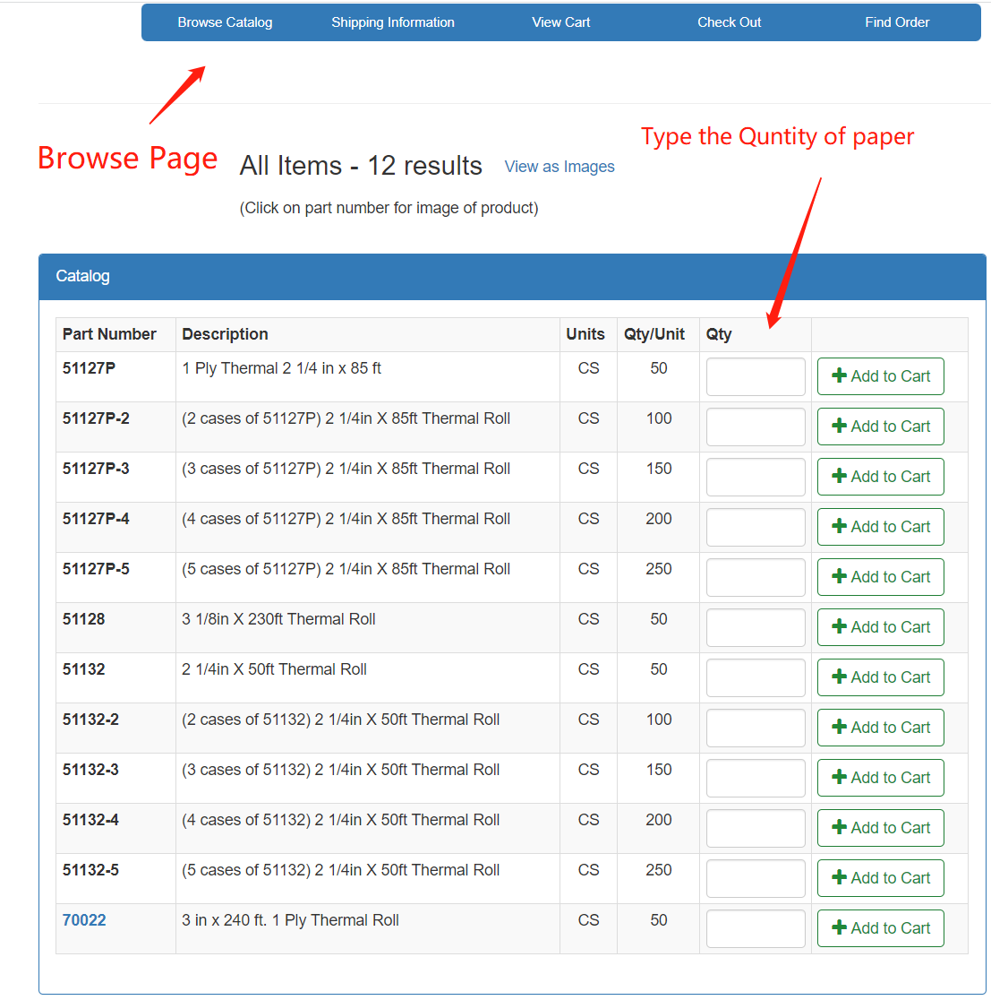 Browse Catalog Shipping Information View Cart Check Out Find Order
Type the Quntity of paper
Browse Page
All Items - 12 results View as Images
(Click on part number for image of product)
Catalog
Part Number Description Units Qty/Unit Qty
51127P 1 Ply Thermal 2 1/4 in x 85 ft CS 50 Add to Cart
51127P-2 (2 cases of 51127P) 2 1/4in X 85ft Thermal Roll CS 100 Add to Cart
51127P-3 (3 cases of 51127P) 2 1/4in X 85ft Thermal Roll CS 150 Add to Cart
51127P-4 (4 cases of 51127P) 2 1/4in X 85ft Thermal Roll CS 200 Add to Cart
51127P-5 (5 cases of 51127P) 2 1/4in X 85ft Thermal Roll CS 250 Add to Cart
51128 3 1/8in X 230ft Thermal Roll CS 50 Add to Cart
51132 2 1/4in X 50ft Thermal Roll CS 50 Add to Cart
51132-2 (2 cases of 51132) 2 1/4in X 50ft Thermal Roll CS 100 Add to Cart
51132-3 (3 cases of 51132) 2 1/4in X 50ft Thermal Roll CS 150 Add to Cart
51132-4 (4 cases of 51132) 2 1/4in X 50ft Thermal Roll CS 200 Add to Cart
51132-5 (5 cases of 51132) 2 1/4in X 50ft Thermal Roll CS 250 Add to Cart
70022 3 in x 240 ft. 1 Ply Thermal Roll CS 50 Add to Cart